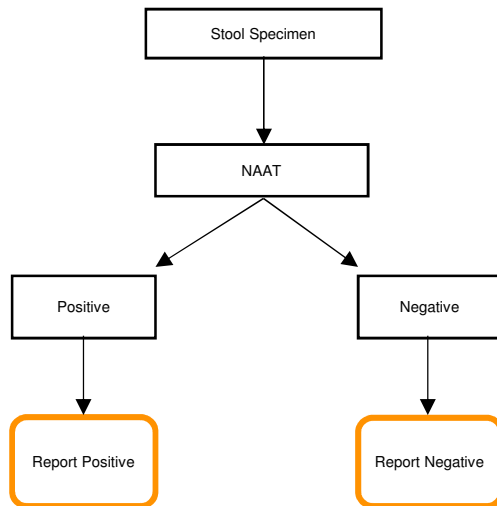 Stool Specimen
NAAT
Positive
Negative
Report Positive
Report Negative